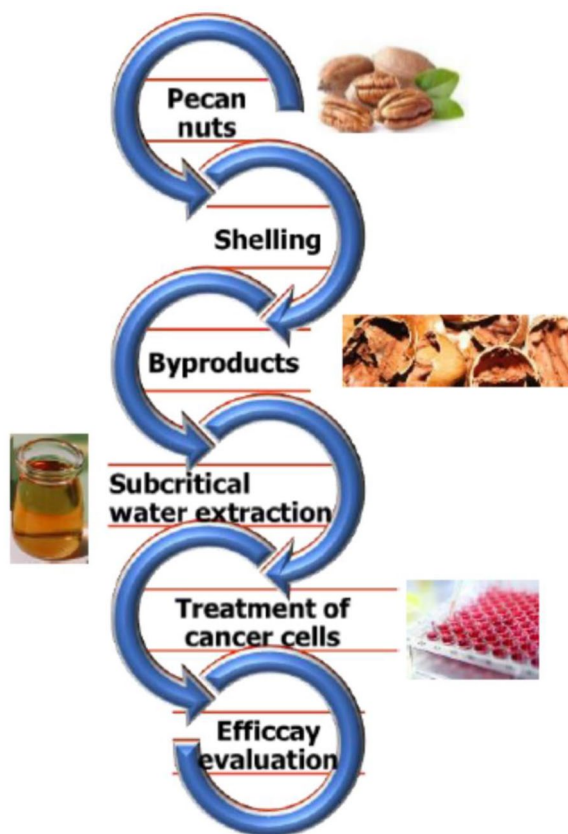 Pecan
nuts
Shelling
Byproducts
Subcritical
water extraction
Treatment of
cancer cells
Efficcay
evaluation